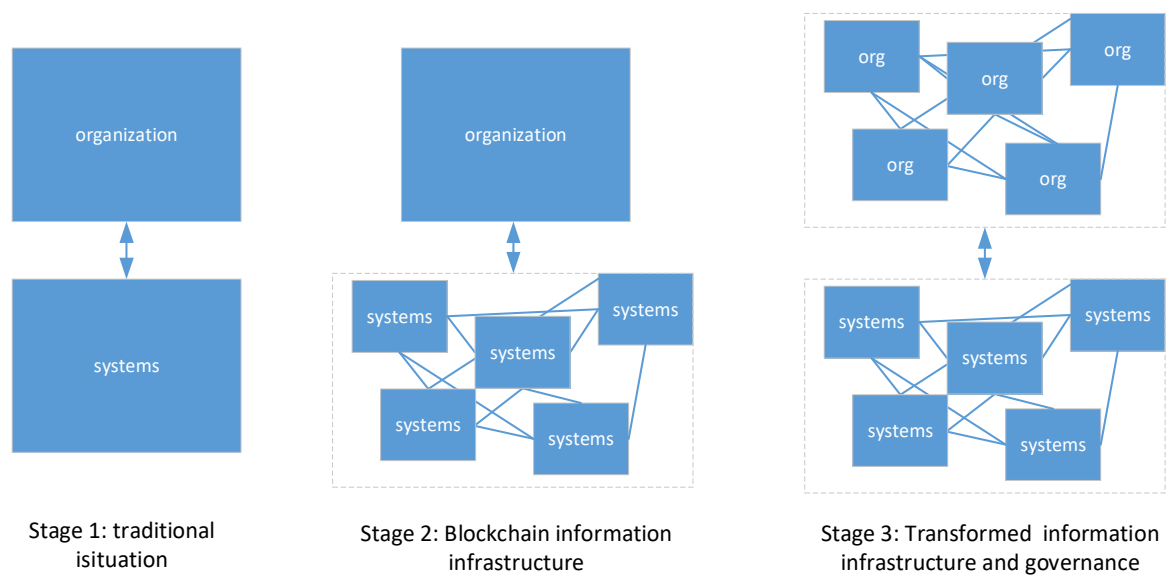 organization
systems
Stage 1: traditional
isituation
organization
systems
systems
systems
systems
systems
Stage 2: Blockchain information
infrastructure
org
org
org
org
org
systems
systems
systems
systems
systems
Stage 3: Transformed  information
infrastructure and governance